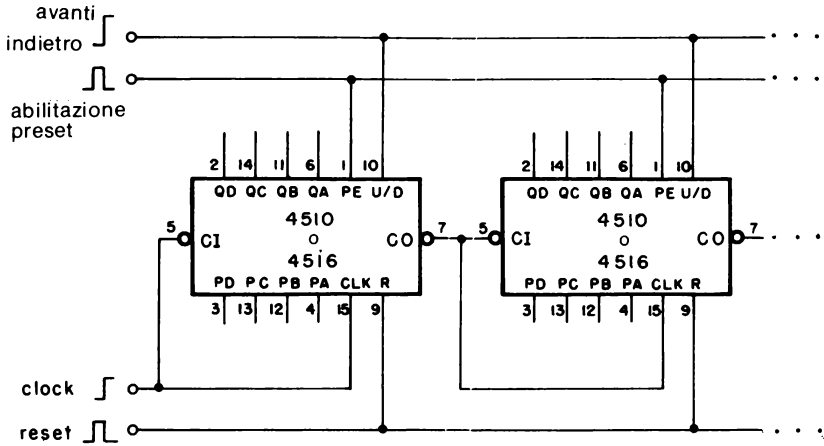 avanti
indietro
abilitazione
preset
2 14 11 6 1 10
QD QC QB QA PE U/D
5 CI 4510 CO 7
o
4516
PD PC PB PA CLK R
3 13 12 4 15 9
2 14 11 6 1 10
QD QC QB QA PE U/D
5 CI 4510 CO 7
o
4516
PD PC PB PA CLK R
3 13 12 4 15 9
clock
reset